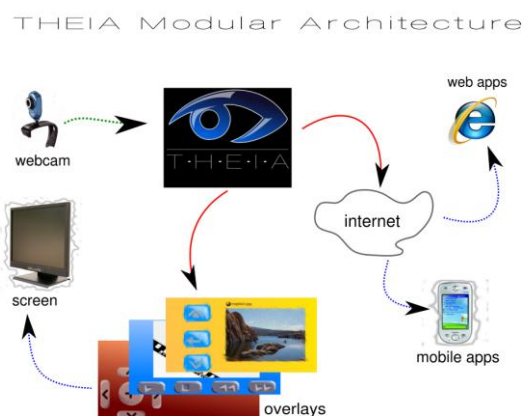 THEIA Modular Architecture
web apps
webcam
T·H·E·I·A
internet
screen
mobile apps
overlays